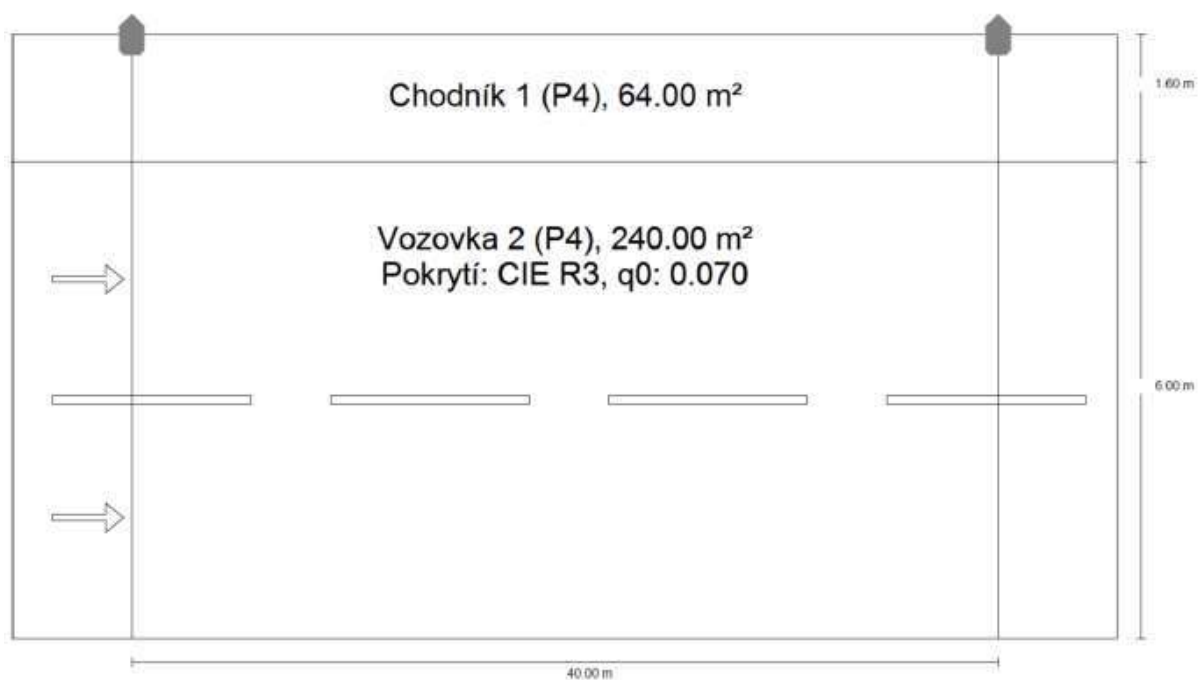 Chodník 1 (P4), 64.00 m²
1.60 m
Vozovka 2 (P4), 240.00 m²
Pokrytí: CIE R3, q0: 0.070
6.00 m
40.00 m